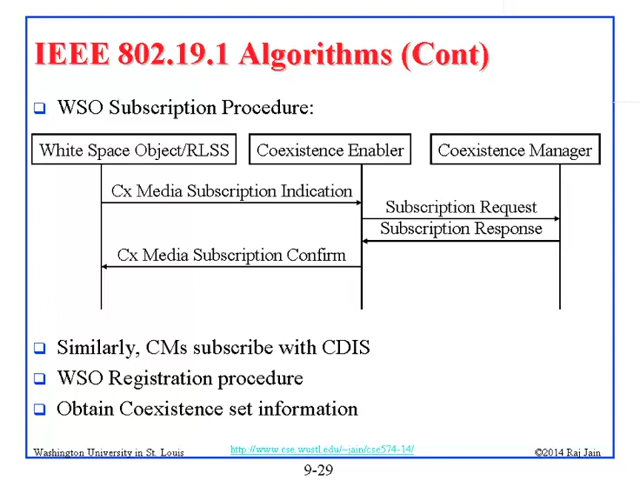 IEEE 802.19.1 Algorithms (Cont)
WSO Subscription Procedure:
White Space Object/RLSS
Coexistence Enabler
Coexistence Manager
Cx Media Subscription Indication
Subscription Request
Subscription Response
Cx Media Subscription Confirm
Similarly, CMs subscribe with CDIS
WSO Registration procedure
Obtain Coexistence set information
Washington University in St. Louis
http://www.cse.wustl.edu/~jain/cse574-14/
©2014 Raj Jain
9-29